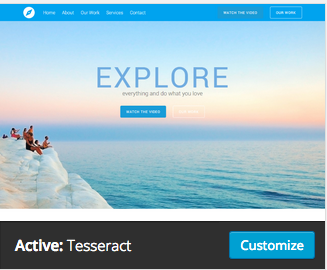 Home About Our Work Services Contact WATCH THE VIDEO OUR WORK
EXPLORE
everything and do what you love
WATCH THE VIDEO
Active: Tesseract Customize